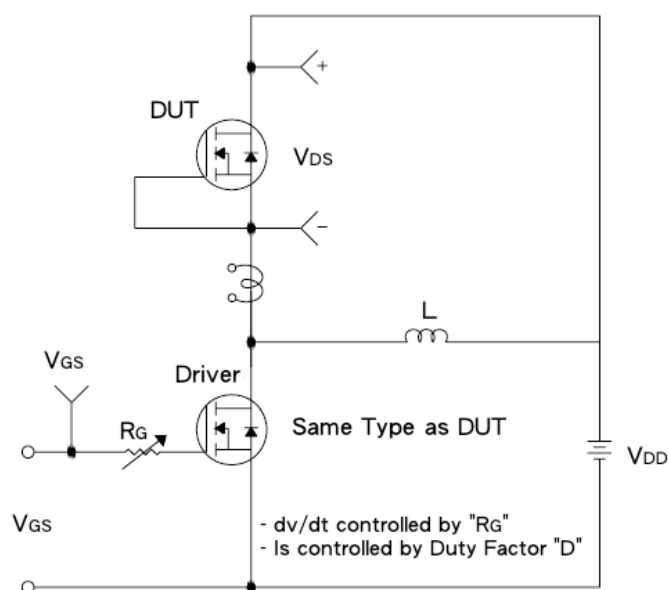 +
DUT
VDS
-
L
VGS
Driver
RG
Same Type as DUT
VDD
VGS
- dv/dt controlled by "RG"
- Is controlled by Duty Factor "D"